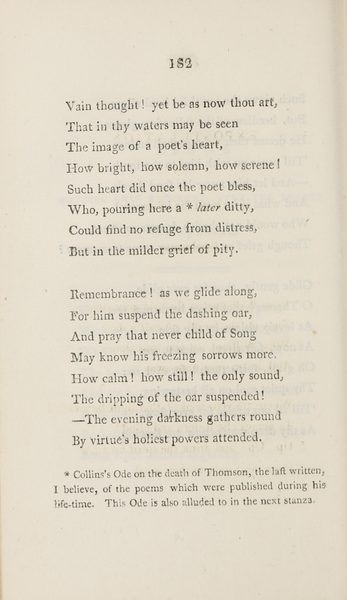 182
Vain thought! yet be as now thou art,
That in thy waters may be seen
The image of a poet's heart,
How bright, how solemn, how serene!
Such heart did once the poet bless,
Who, pouring here a * later ditty,
Could find no refuge from distress,
But in the milder grief of pity.
Remembrance! as we glide along,
For him suspend the dashing oar,
And pray that never child of Song
May know his freezing sorrows more.
How calm! how still! the only sound,
The dripping of the oar suspended!
—The evening darkness gathers round
By virtue's holiest powers attended.
* Collins's Ode on the death of Thomson, the last written,
I believe, of the poems which were published during his
life-time. This Ode is also alluded to in the next stanza.